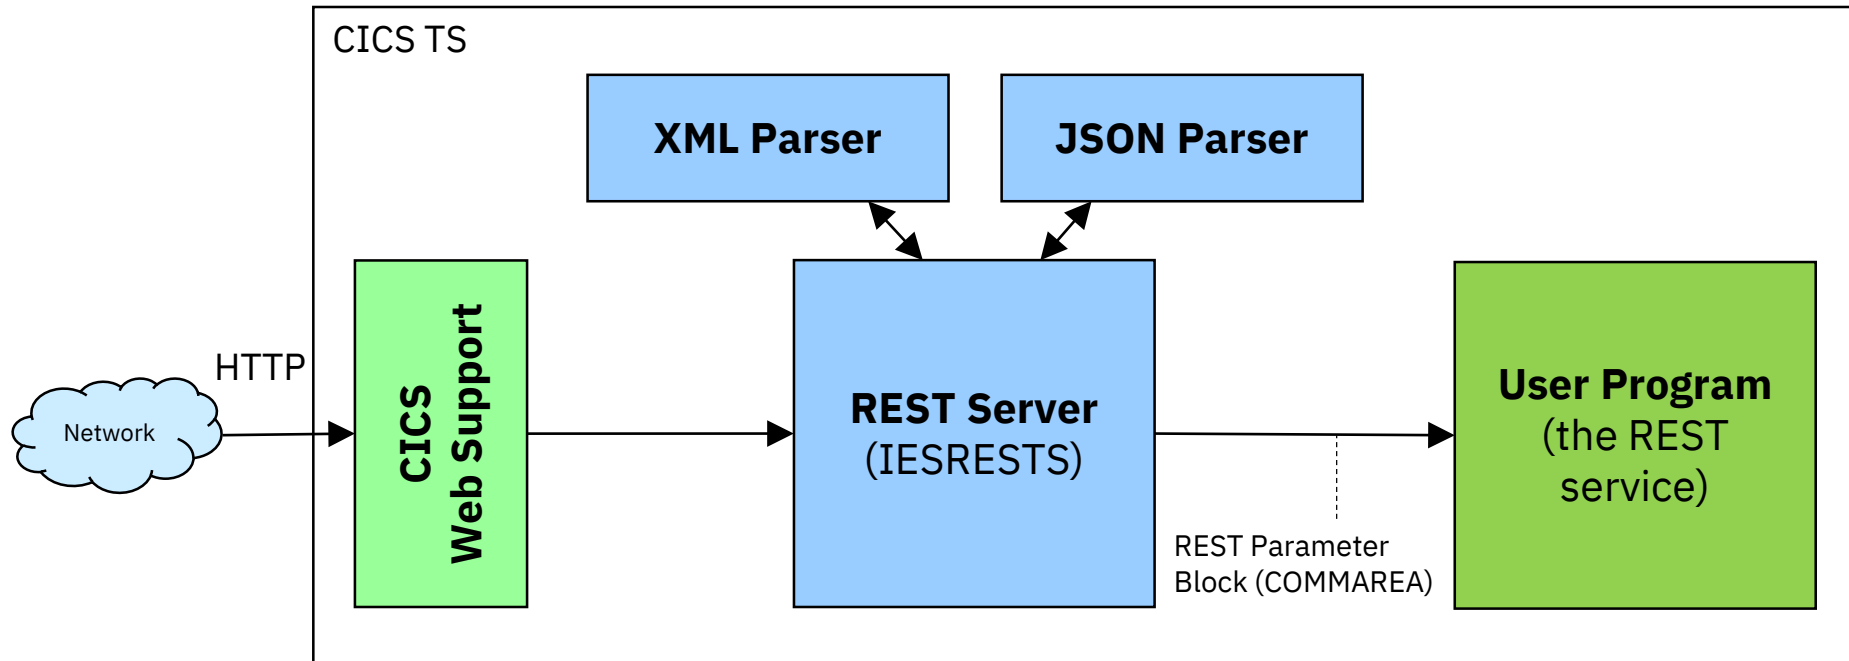 CICS TS
XML Parser
JSON Parser
HTTP
Network
CICS
Web Support
REST Server
(IESRESTS)
REST Parameter
Block (COMMAREA)
User Program
(the REST
service)